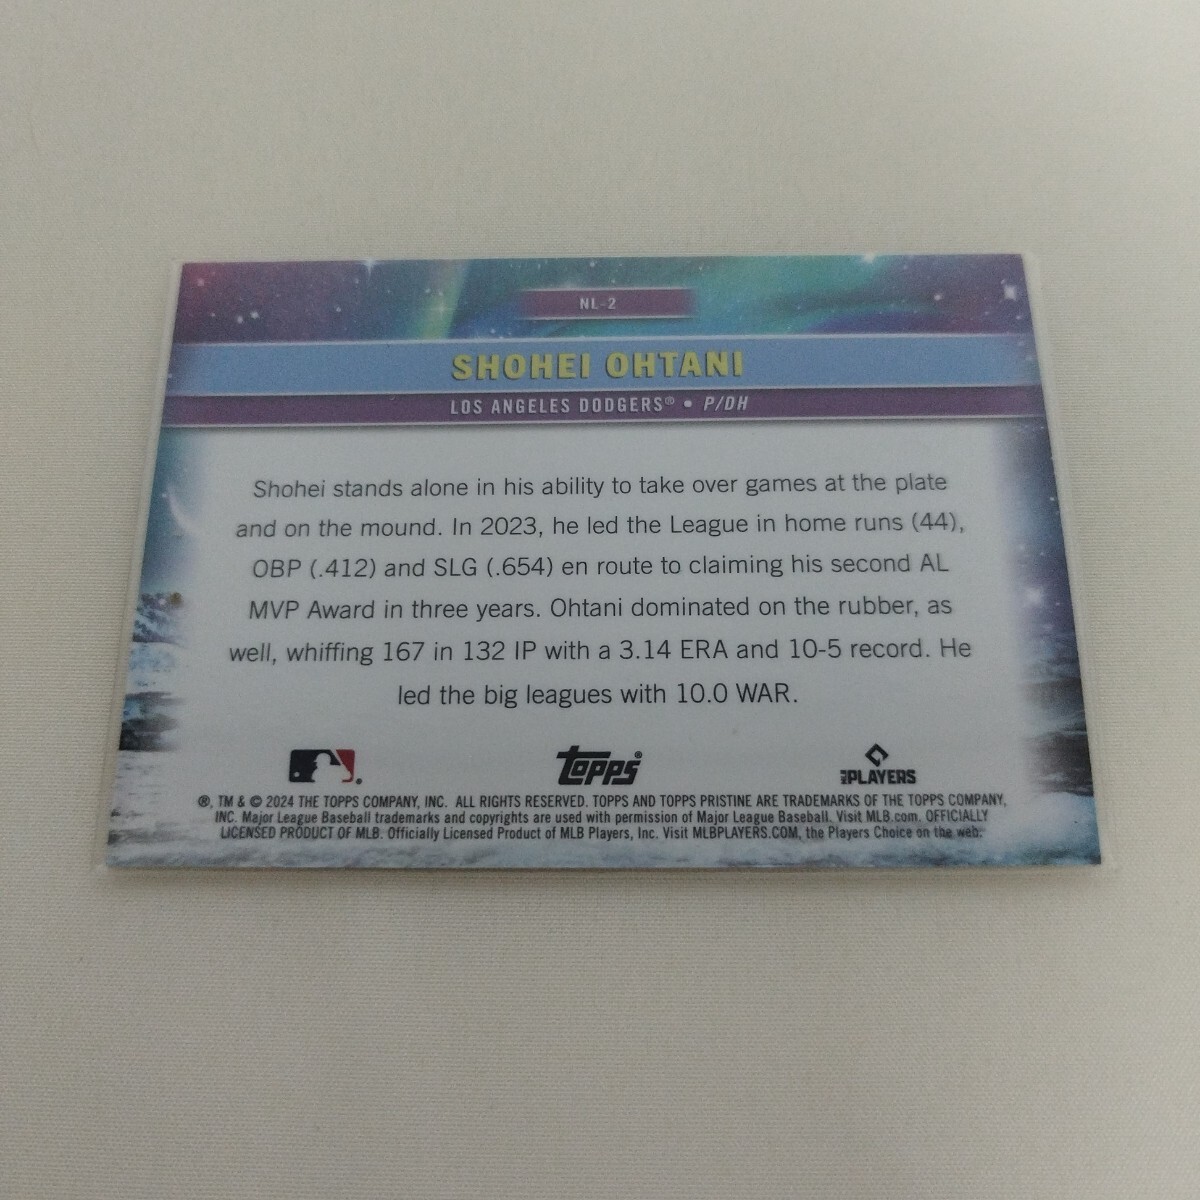 NL-2
SHOHEI OHTANI
LOS ANGELES DODGERS® • P/DH
Shohei stands alone in his ability to take over games at the plate
and on the mound. In 2023, he led the League in home runs (44),
OBP (.412) and SLG (.654) en route to claiming his second AL
MVP Award in three years. Ohtani dominated on the rubber, as
well, whiffing 167 in 132 IP with a 3.14 ERA and 10-5 record. He
led the big leagues with 10.0 WAR.
topps®
PLAYERS
®, TM & © 2024 THE TOPPS COMPANY, INC. ALL RIGHTS RESERVED. TOPPS AND TOPPS PRISTINE ARE TRADEMARKS OF THE TOPPS COMPANY,
INC. Major League Baseball trademarks and copyrights are used with permission of Major League Baseball. Visit MLB.com. OFFICIALLY
LICENSED PRODUCT OF MLB. Officially Licensed Product of MLB Players, Inc. Visit MLBPLAYERS.COM, the Players Choice on the web.